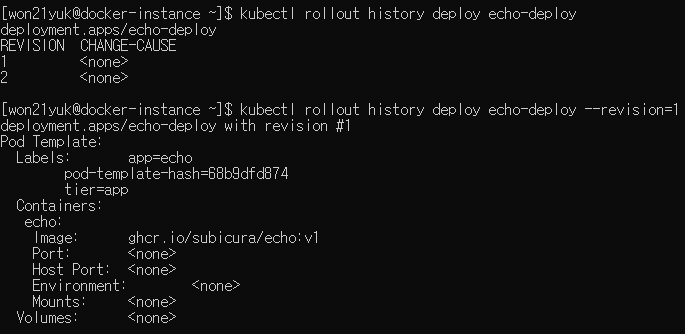 [won21yuk@docker-instance ~]$ kubectl rollout history deploy echo-deploy
deployment.apps/echo-deploy
REVISION  CHANGE-CAUSE
1         <none>
2         <none>

[won21yuk@docker-instance ~]$ kubectl rollout history deploy echo-deploy --revision=1
deployment.apps/echo-deploy with revision #1
Pod Template:
  Labels:       app=echo
        pod-template-hash=68b9dfd874
        tier=app
  Containers:
   echo:
    Image:      ghcr.io/subicura/echo:v1
    Port:       <none>
    Host Port:  <none>
    Environment:        <none>
    Mounts:     <none>
  Volumes:      <none>